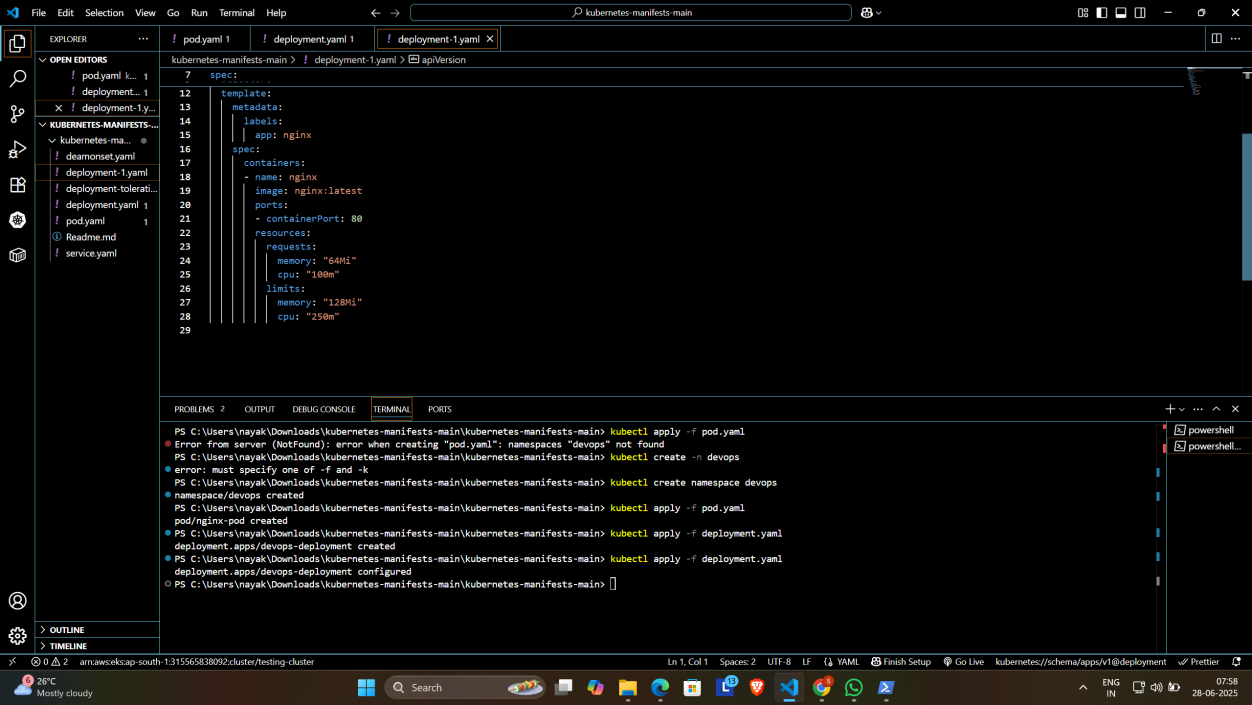 File Edit Selection View Go Run Terminal Help
kubernetes-manifests-main
EXPLORER
OPEN EDITORS
! pod.yaml k... 1
! deployment... 1
! deployment-1.y...
KUBERNETES-MANIFESTS-...
kubernetes-ma...
! deamonset.yaml
! deployment-1.yaml
! deployment-tolerati...
! deployment.yaml 1
! pod.yaml 1
Readme.md
! service.yaml
OUTLINE
TIMELINE
! pod.yaml 1 ! deployment.yaml 1 ! deployment-1.yaml
kubernetes-manifests-main > ! deployment-1.yaml > apiVersion
7 spec:
12 template:
13 metadata:
14 labels:
15 app: nginx
16 spec:
17 containers:
18 - name: nginx
19 image: nginx:latest
20 ports:
21 - containerPort: 80
22 resources:
23 requests:
24 memory: "64Mi"
25 cpu: "100m"
26 limits:
27 memory: "128Mi"
28 cpu: "250m"
29
PROBLEMS 2 OUTPUT DEBUG CONSOLE TERMINAL PORTS
PS C:\Users\nayak\Downloads\kubernetes-manifests-main\kubernetes-manifests-main> kubectl apply -f pod.yaml
Error from server (NotFound): error when creating "pod.yaml": namespaces "devops" not found
PS C:\Users\nayak\Downloads\kubernetes-manifests-main\kubernetes-manifests-main> kubectl create -n devops
error: must specify one of -f and -k
PS C:\Users\nayak\Downloads\kubernetes-manifests-main\kubernetes-manifests-main> kubectl create namespace devops
namespace/devops created
PS C:\Users\nayak\Downloads\kubernetes-manifests-main\kubernetes-manifests-main> kubectl apply -f pod.yaml
pod/nginx-pod created
PS C:\Users\nayak\Downloads\kubernetes-manifests-main\kubernetes-manifests-main> kubectl apply -f deployment.yaml
deployment.apps/devops-deployment created
PS C:\Users\nayak\Downloads\kubernetes-manifests-main\kubernetes-manifests-main> kubectl apply -f deployment.yaml
deployment.apps/devops-deployment configured
PS C:\Users\nayak\Downloads\kubernetes-manifests-main\kubernetes-manifests-main>
powershell
powershell...
0 2 arn:aws:eks:ap-south-1:315565838092:cluster/testing-cluster Ln 1, Col 1 Spaces: 2 UTF-8 LF {} YAML Finish Setup Go Live kubernetes://schema/apps/v1@deployment Prettier
6 26°C
Mostly cloudy
Search
13
5
ENG
IN
07:58
28-06-2025